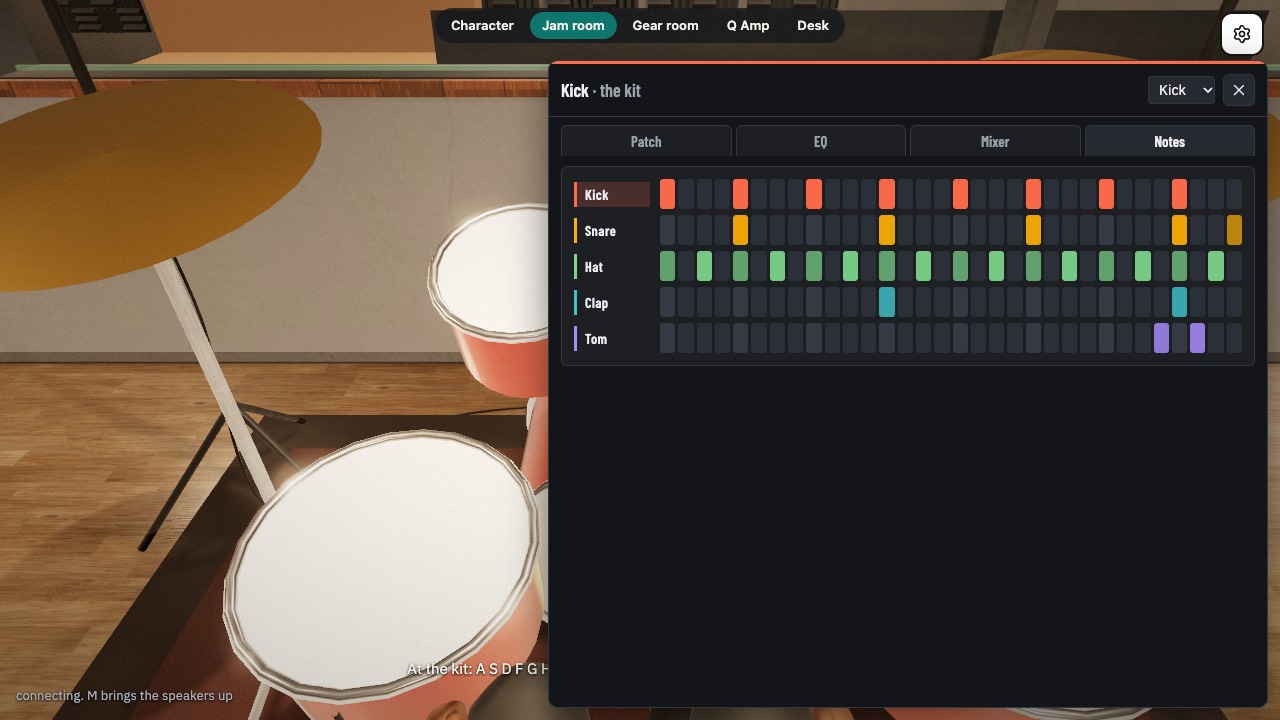 Character
Jam room
Gear room
Q Amp
Desk
Kick · the kit
Kick
Patch
EQ
Mixer
Notes
Kick
Snare
Hat
Clap
Tom
At the kit: A S D F G H
connecting. M brings the speakers up